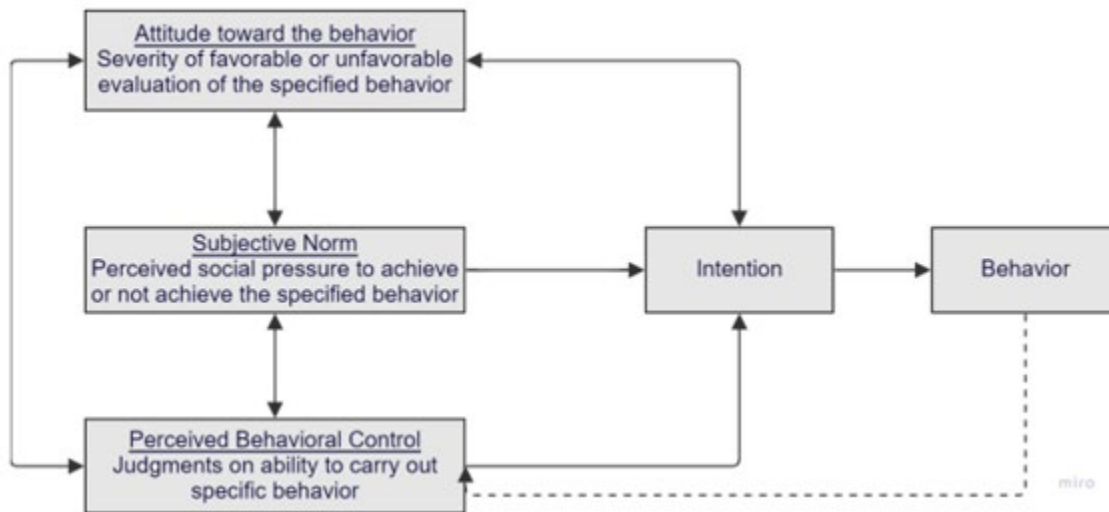 Attitude toward the behavior
Severity of favorable or unfavorable
evaluation of the specified behavior
Subjective Norm
Perceived social pressure to achieve
or not achieve the specified behavior
Intention
Behavior
Perceived Behavioral Control
Judgments on ability to carry out
specific behavior
miro